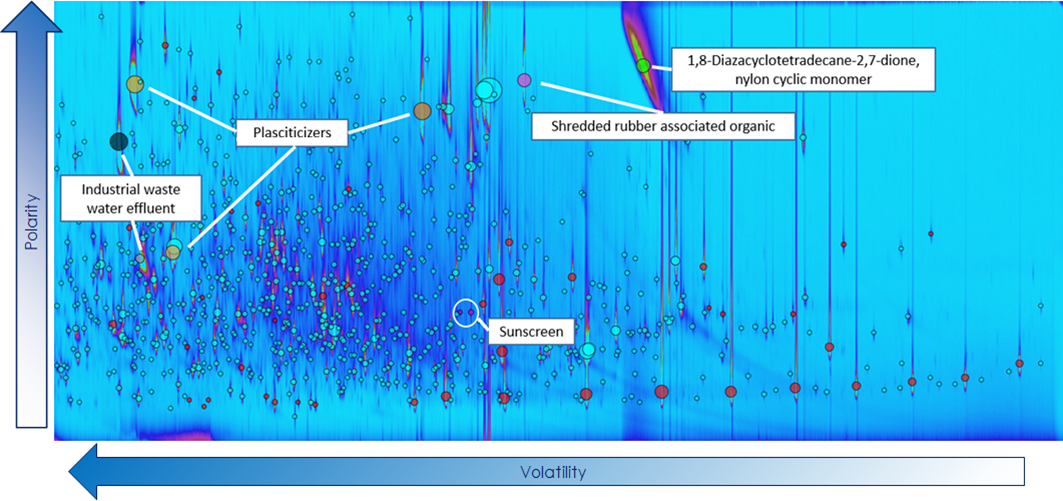 1,8-Diazacyclotetradecane-2,7-dione,
nylon cyclic monomer
Shredded rubber associated organic
Plasciticizers
Industrial waste
water effluent
Polarity
Sunscreen
Volatility